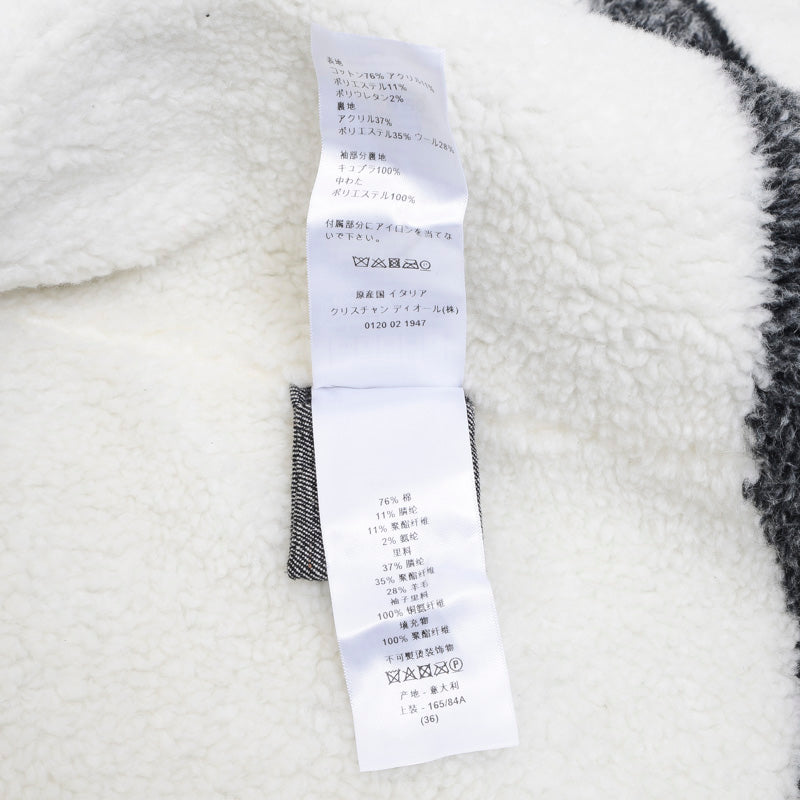 表地
コットン76% アクリル11%
ポリエステル11%
ポリウレタン2%
裏地
アクリル37%
ポリエステル35% ウール28%
袖部分裏地
キュプラ100%
中わた
ポリエステル100%
付属部分にアイロンを当てな
いで下さい。
原産国 イタリア
クリスチャン ディオール(株)
0120 02 1947
76% 棉
11% 腈纶
11% 聚酯纤维
2% 氨纶
里料
37% 腈纶
35% 聚酯纤维
28% 羊毛
袖子里料
100% 铜氨纤维
填充物
100% 聚酯纤维
不可熨烫装饰物
产地 - 意大利
上装 - 165/84A
(36)